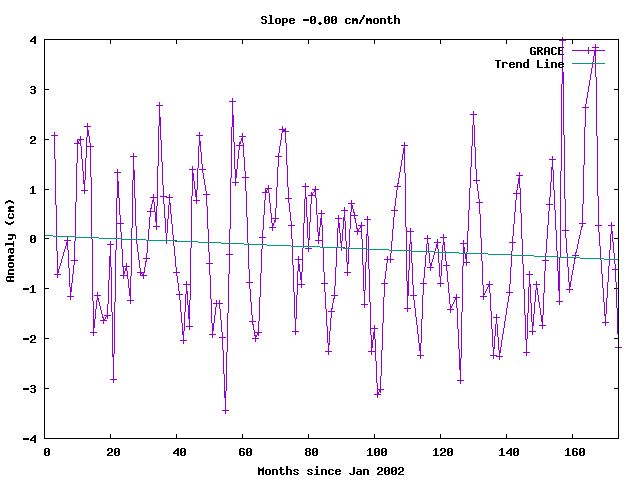 Slope -0.00 cm/month
GRACE
Trend Line
4
3
2
1
0
-1
-2
-3
-4
Anomaly (cm)
0 20 40 60 80 100 120 140 160
Months since Jan 2002